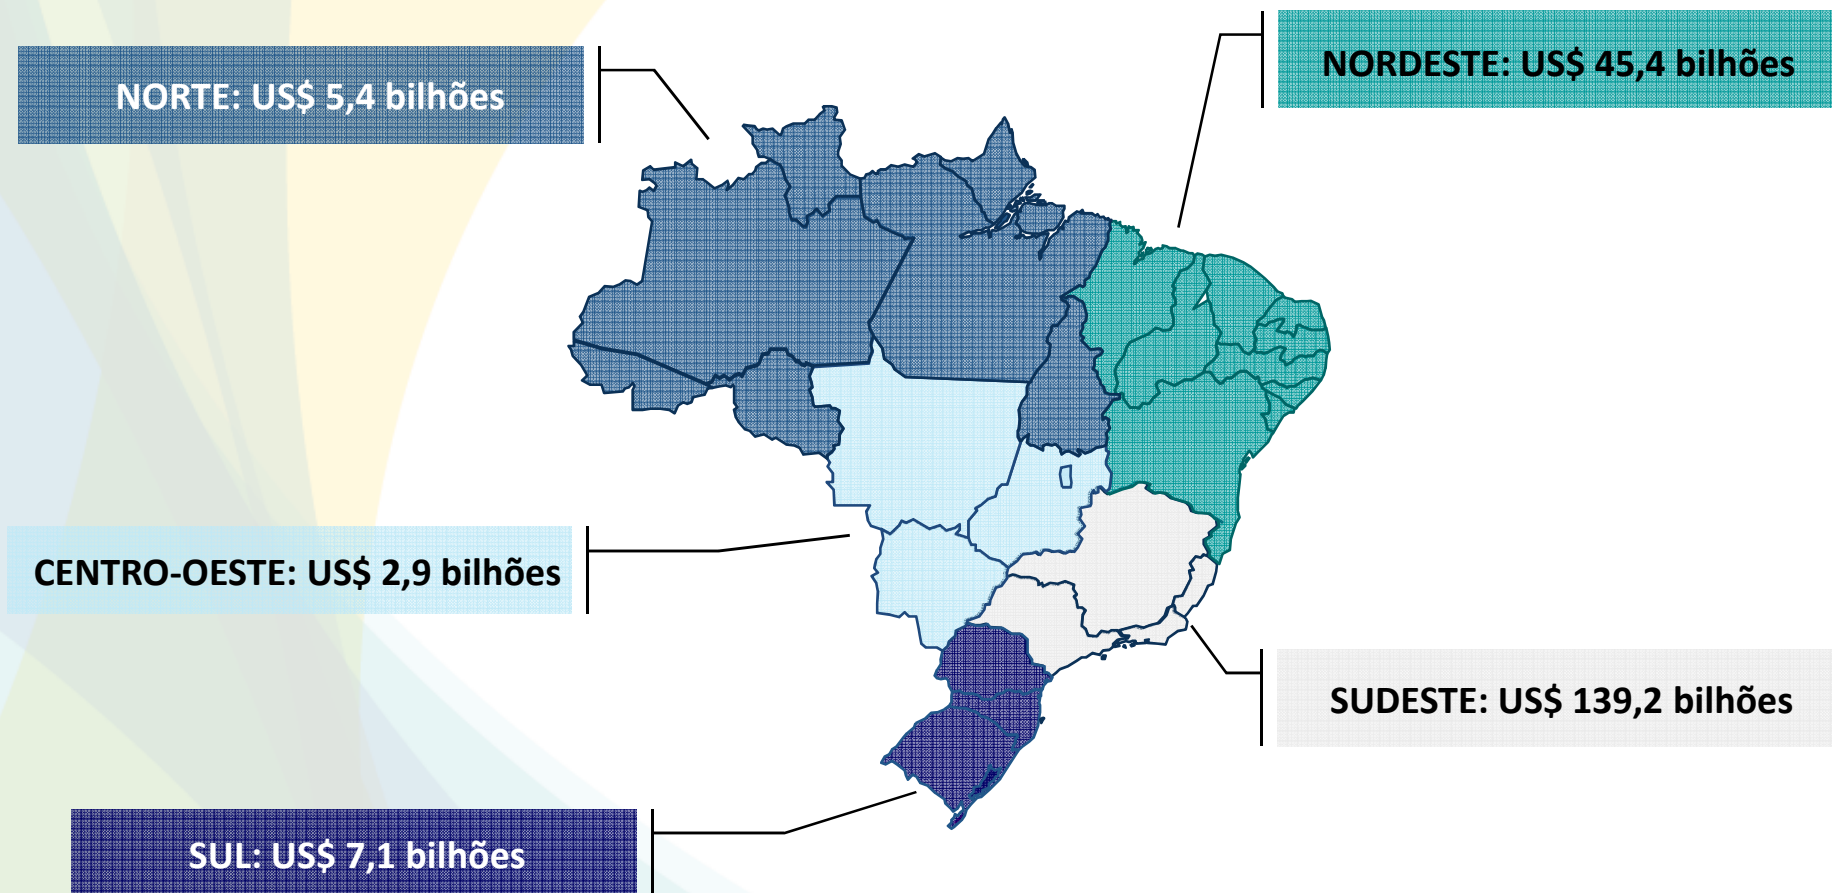 NORTE: US$ 5,4 bilhões
NORDESTE: US$ 45,4 bilhões
CENTRO-OESTE: US$ 2,9 bilhões
SUDESTE: US$ 139,2 bilhões
SUL: US$ 7,1 bilhões